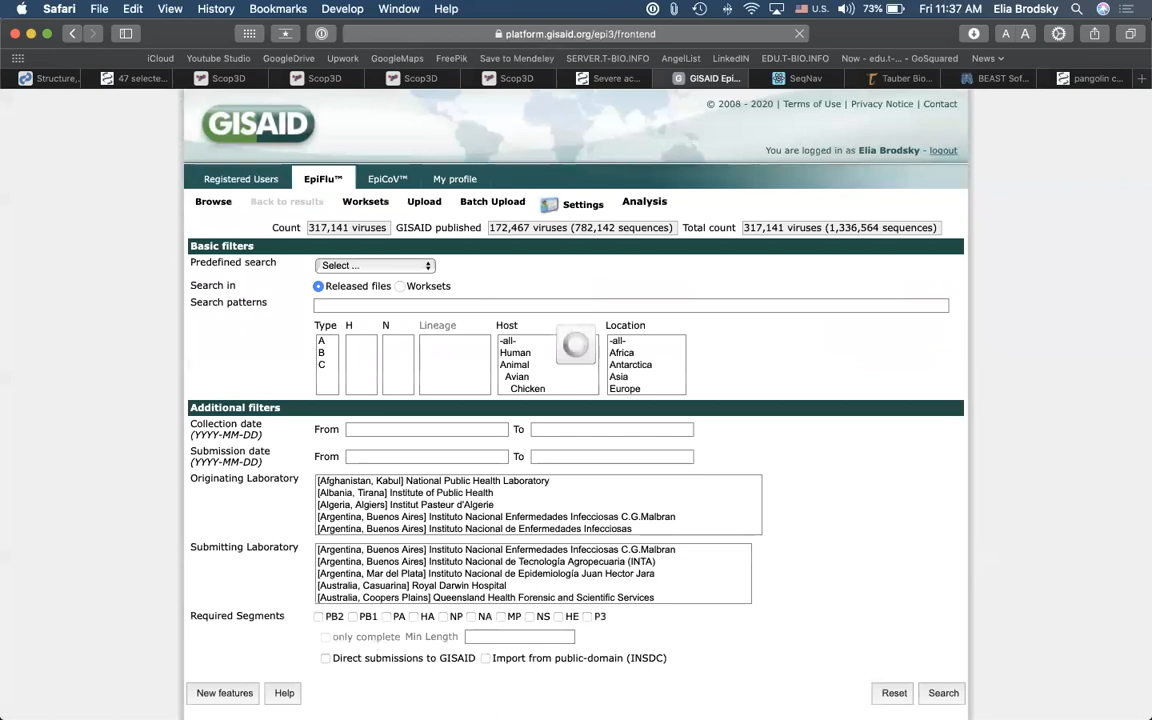 Safari File Edit View History Bookmarks Develop Window Help U.S. 73% Fri 11:37 AM Elia Brodsky
platform.gisaid.org/epi3/frontend A A
iCloud Youtube Studio GoogleDrive Upwork GoogleMaps FreePik Save to Mendeley SERVER.T-BIO.INFO AngelList LinkedIN EDU.T-BIO.INFO Now - edu.t-... - GoSquared News
Structure,... 47 selecte... Scop3D Scop3D Scop3D Scop3D Severe ac... GISAID Epi... SeqNav Tauber Bio... BEAST Sof... pangolin c...
© 2008 - 2020 | Terms of Use | Privacy Notice | Contact
GISAID
You are logged in as Elia Brodsky - logout
Registered Users EpiFlu™ EpiCoV™ My profile
Browse Back to results Worksets Upload Batch Upload Settings Analysis
Count 317,141 viruses GISAID published 172,467 viruses (782,142 sequences) Total count 317,141 viruses (1,336,564 sequences)
Basic filters
Predefined search Select ...
Search in Released files Worksets
Search patterns
Type H N Lineage Host Location
A -all- -all-
B Human Africa
C Animal Antarctica
Avian Asia
Chicken Europe
Additional filters
Collection date
(YYYY-MM-DD) From To
Submission date
(YYYY-MM-DD) From To
Originating Laboratory [Afghanistan, Kabul] National Public Health Laboratory
[Albania, Tirana] Institute of Public Health
[Algeria, Algiers] Institut Pasteur d'Algerie
[Argentina, Buenos Aires] Instituto Nacional Enfermedades Infecciosas C.G.Malbran
[Argentina, Buenos Aires] Instituto Nacional de Enfermedades Infecciosas
Submitting Laboratory [Argentina, Buenos Aires] Instituto Nacional Enfermedades Infecciosas C.G.Malbran
[Argentina, Buenos Aires] Instituto Nacional de Tecnología Agropecuaria (INTA)
[Argentina, Mar del Plata] Instituto Nacional de Epidemiología Juan Hector Jara
[Australia, Casuarina] Royal Darwin Hospital
[Australia, Coopers Plains] Queensland Health Forensic and Scientific Services
Required Segments PB2 PB1 PA HA NP NA MP NS HE P3
only complete Min Length
Direct submissions to GISAID Import from public-domain (INSDC)
New features Help Reset Search